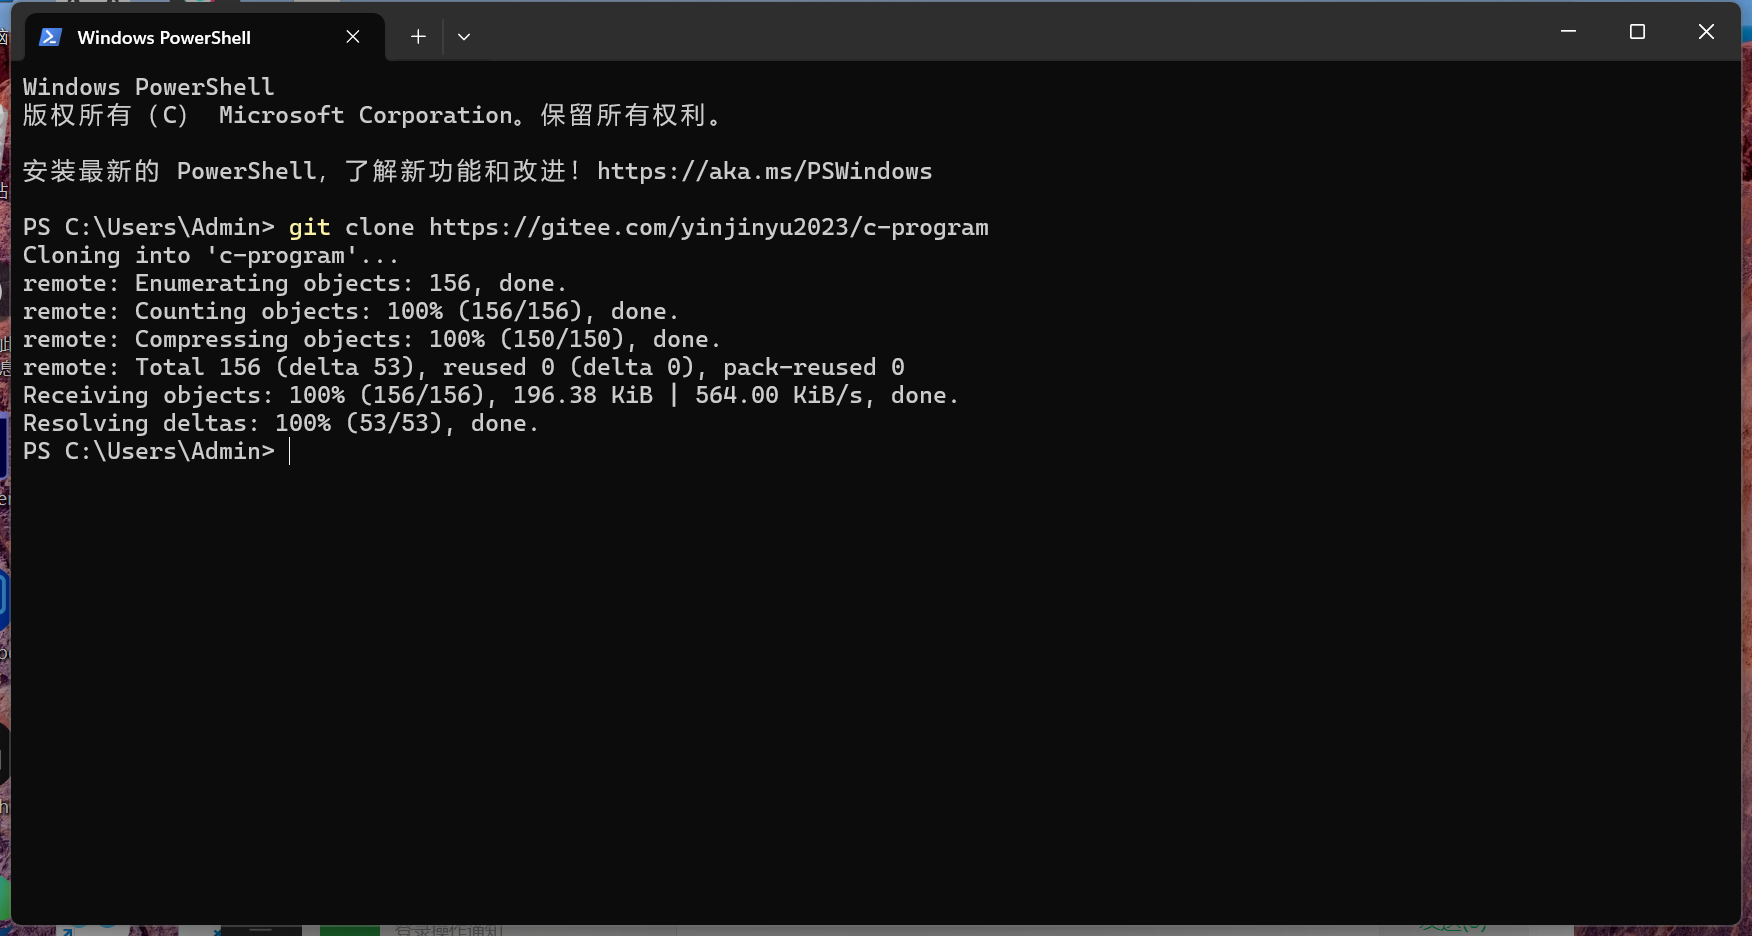 Windows PowerShell
Windows PowerShell
版权所有（C） Microsoft Corporation。保留所有权利。
安装最新的 PowerShell，了解新功能和改进！https://aka.ms/PSWindows
PS C:\Users\Admin> git clone https://gitee.com/yinjinyu2023/c-program
Cloning into 'c-program'...
remote: Enumerating objects: 156, done.
remote: Counting objects: 100% (156/156), done.
remote: Compressing objects: 100% (150/150), done.
remote: Total 156 (delta 53), reused 0 (delta 0), pack-reused 0
Receiving objects: 100% (156/156), 196.38 KiB | 564.00 KiB/s, done.
Resolving deltas: 100% (53/53), done.
PS C:\Users\Admin>